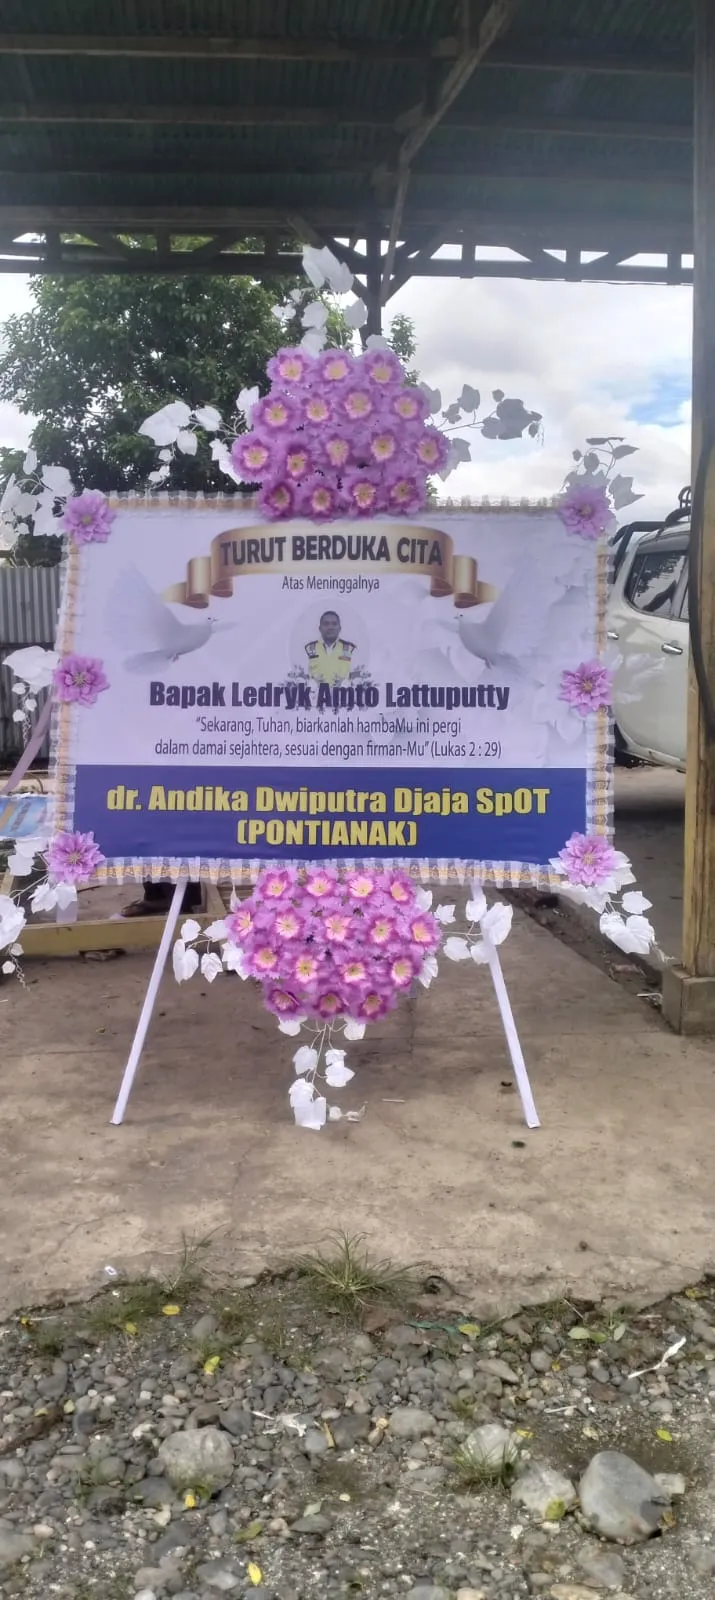 TURUT BERDUKA CITA
Atas Meninggalnya
Bapak Ledryk Amto Lattuputty
"Sekarang, Tuhan, biarkanlah hambaMu ini pergi
dalam damai sejahtera, sesuai dengan firman-Mu" (Lukas 2 : 29)
dr. Andika Dwiputra Djaja SpOT
(PONTIANAK)